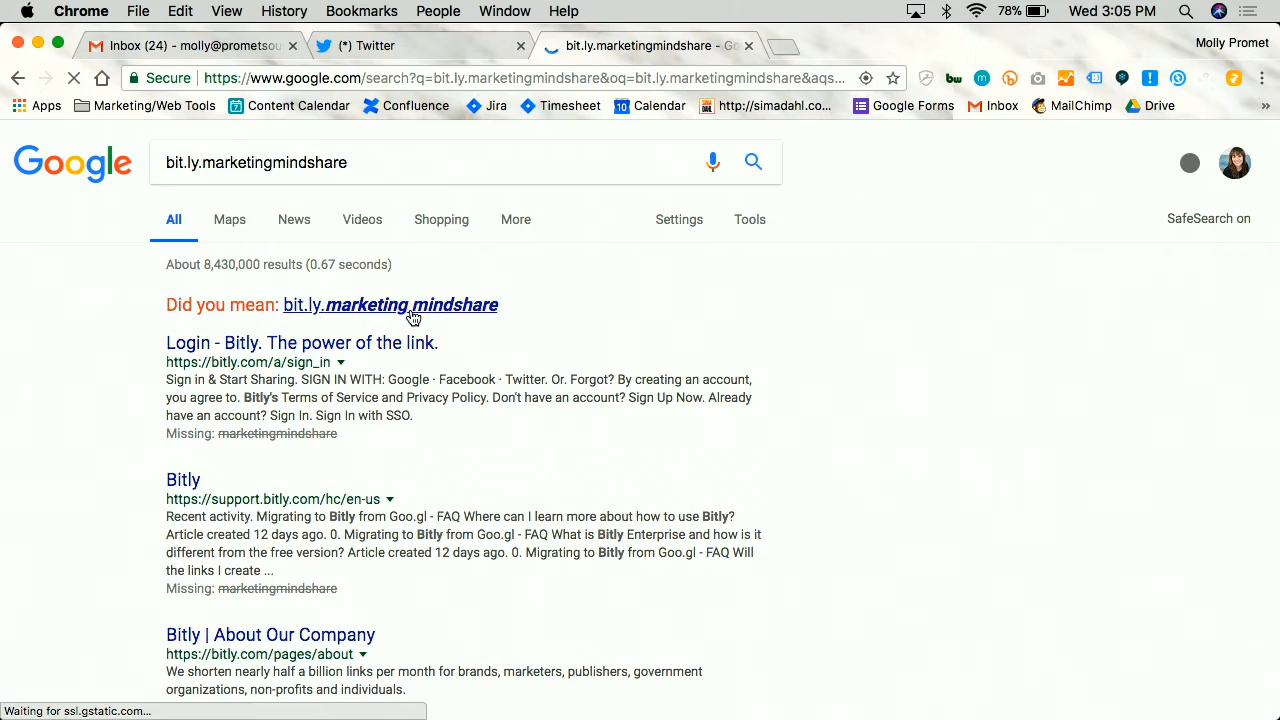 Chrome File Edit View History Bookmarks People Window Help 78% Wed 3:05 PM
Inbox (24) - molly@prometsou (*) Twitter bit.ly.marketingmindshare - Go Molly Promet
Secure https://www.google.com/search?q=bit.ly.marketingmindshare&oq=bit.ly.marketingmindshare&aqs...
Apps Marketing/Web Tools Content Calendar Confluence Jira Timesheet 10 Calendar http://simadahl.co... Google Forms Inbox MailChimp Drive »
Google bit.ly.marketingmindshare
All Maps News Videos Shopping More Settings Tools SafeSearch on
About 8,430,000 results (0.67 seconds)
Did you mean: bit.ly.marketing mindshare
Login - Bitly. The power of the link.
https://bitly.com/a/sign_in
Sign in & Start Sharing. SIGN IN WITH: Google · Facebook · Twitter. Or. Forgot? By creating an account,
you agree to. Bitly's Terms of Service and Privacy Policy. Don't have an account? Sign Up Now. Already
have an account? Sign In. Sign In with SSO.
Missing: marketingmindshare
Bitly
https://support.bitly.com/hc/en-us
Recent activity. Migrating to Bitly from Goo.gl - FAQ Where can I learn more about how to use Bitly?
Article created 12 days ago. 0. Migrating to Bitly from Goo.gl - FAQ What is Bitly Enterprise and how is it
different from the free version? Article created 12 days ago. 0. Migrating to Bitly from Goo.gl - FAQ Will
the links I create ...
Missing: marketingmindshare
Bitly | About Our Company
https://bitly.com/pages/about
We shorten nearly half a billion links per month for brands, marketers, publishers, government
organizations, non-profits and individuals.
Waiting for ssl.gstatic.com...